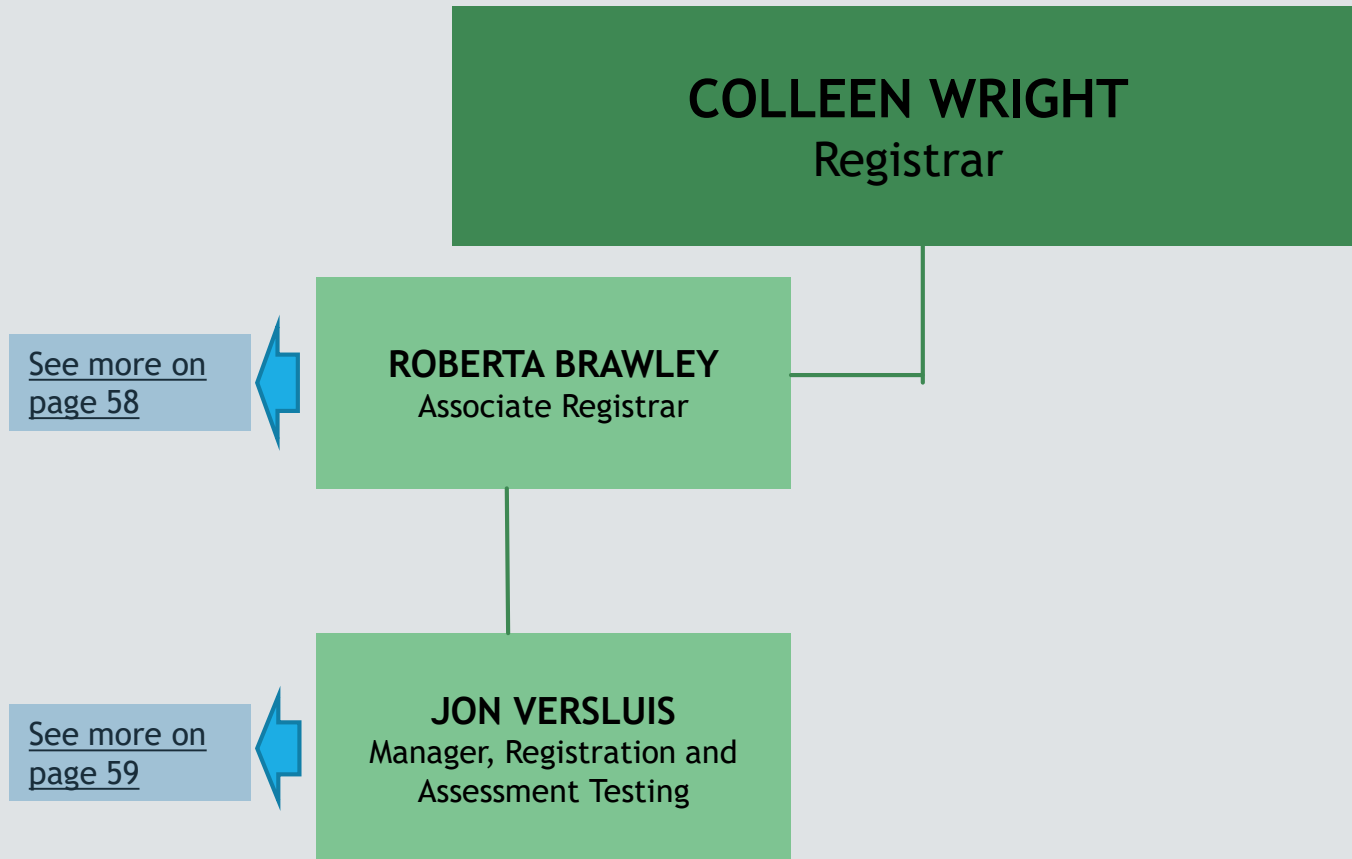 COLLEEN WRIGHT
Registrar
ROBERTA BRAWLEY
Associate Registrar
See more on
page 58
JON VERSLUIS
Manager, Registration and
Assessment Testing
See more on
page 59